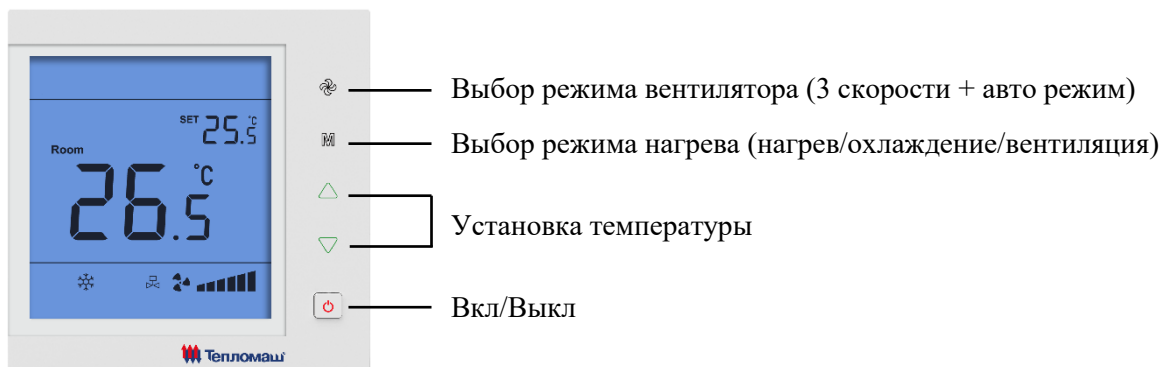 Выбор режима вентилятора (3 скорости + авто режим)
SET 25.5 °C
M
Выбор режима нагрева (нагрев/охлаждение/вентиляция)
Room
26.5 °C
Установка температуры
Вкл/Выкл
Тепломаш